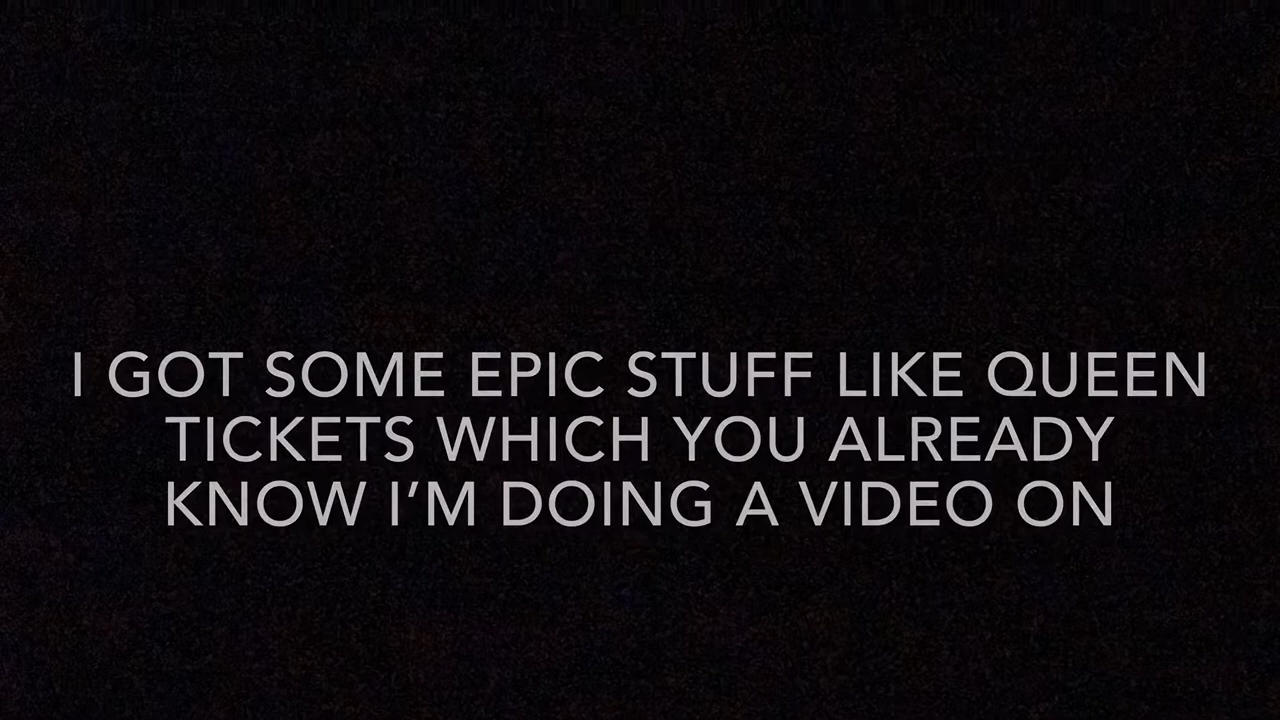 I GOT SOME EPIC STUFF LIKE QUEEN
TICKETS WHICH YOU ALREADY
KNOW I’M DOING A VIDEO ON